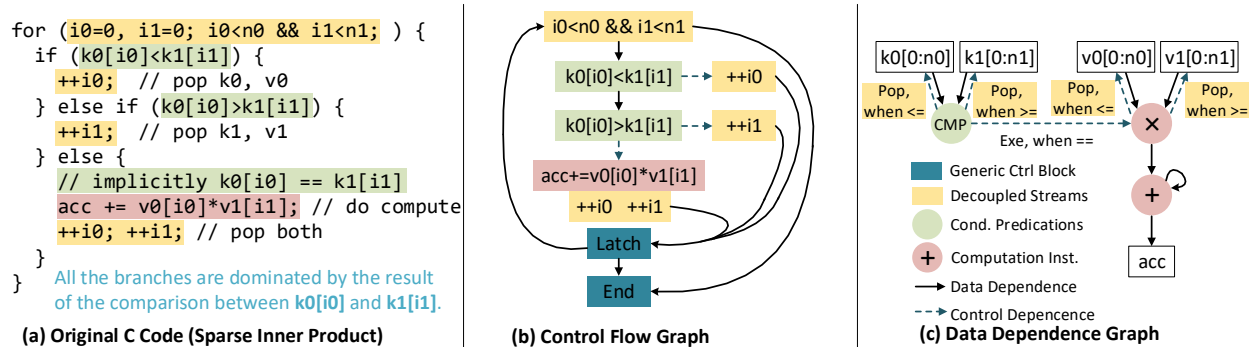 for (i0=0, i1=0; i0<n0 && i1<n1; ) {
if (k0[i0]<k1[i1]) {
++i0; // pop k0, v0
} else if (k0[i0]>k1[i1]) {
++i1; // pop k1, v1
} else {
// implicitly k0[i0] == k1[i1]
acc += v0[i0]*v1[i1]; // do compute
++i0; ++i1; // pop both
}
}
All the branches are dominated by the result
of the comparison between k0[i0] and k1[i1].
(a) Original C Code (Sparse Inner Product)
i0<n0 && i1<n1
k0[i0]<k1[i1]
++i0
k0[i0]>k1[i1]
++i1
acc+=v0[i0]*v1[i1]
++i0 ++i1
Latch
End
(b) Control Flow Graph
k0[0:n0]
k1[0:n1]
v0[0:n0]
v1[0:n1]
Pop,
when <=
Pop,
when >=
Pop,
when <=
Pop,
when >=
CMP
×
Exe, when ==
Generic Ctrl Block
Decoupled Streams
Cond. Predications
+
Computation Inst.
+
Data Dependence
Control Depencence
acc
(c) Data Dependence Graph